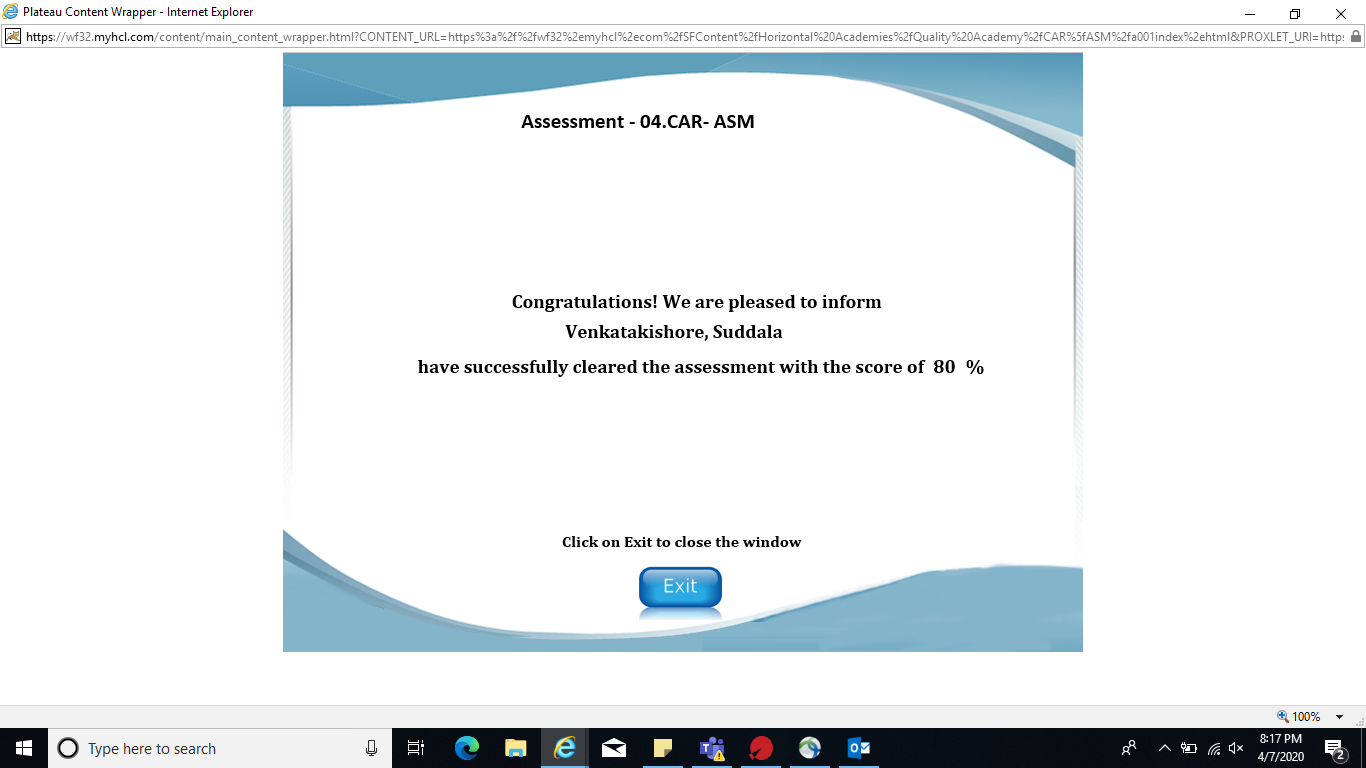 Plateau Content Wrapper - Internet Explorer
https://wf32.myhcl.com/content/main_content_wrapper.html?CONTENT_URL=https%3a%2f%2fwf32%2emyhcl%2ecom%2fSFContent%2fHorizontal%20Academies%2fQuality%20Academy%2fCAR%5fASM%2fa001index%2ehtml&PROXLET_URI=https
Assessment - 04.CAR- ASM
Congratulations! We are pleased to inform
Venkatakishore, Suddala
have successfully cleared the assessment with the score of 80 %
Click on Exit to close the window
Exit
100%
Type here to search
8:17 PM
4/7/2020
2